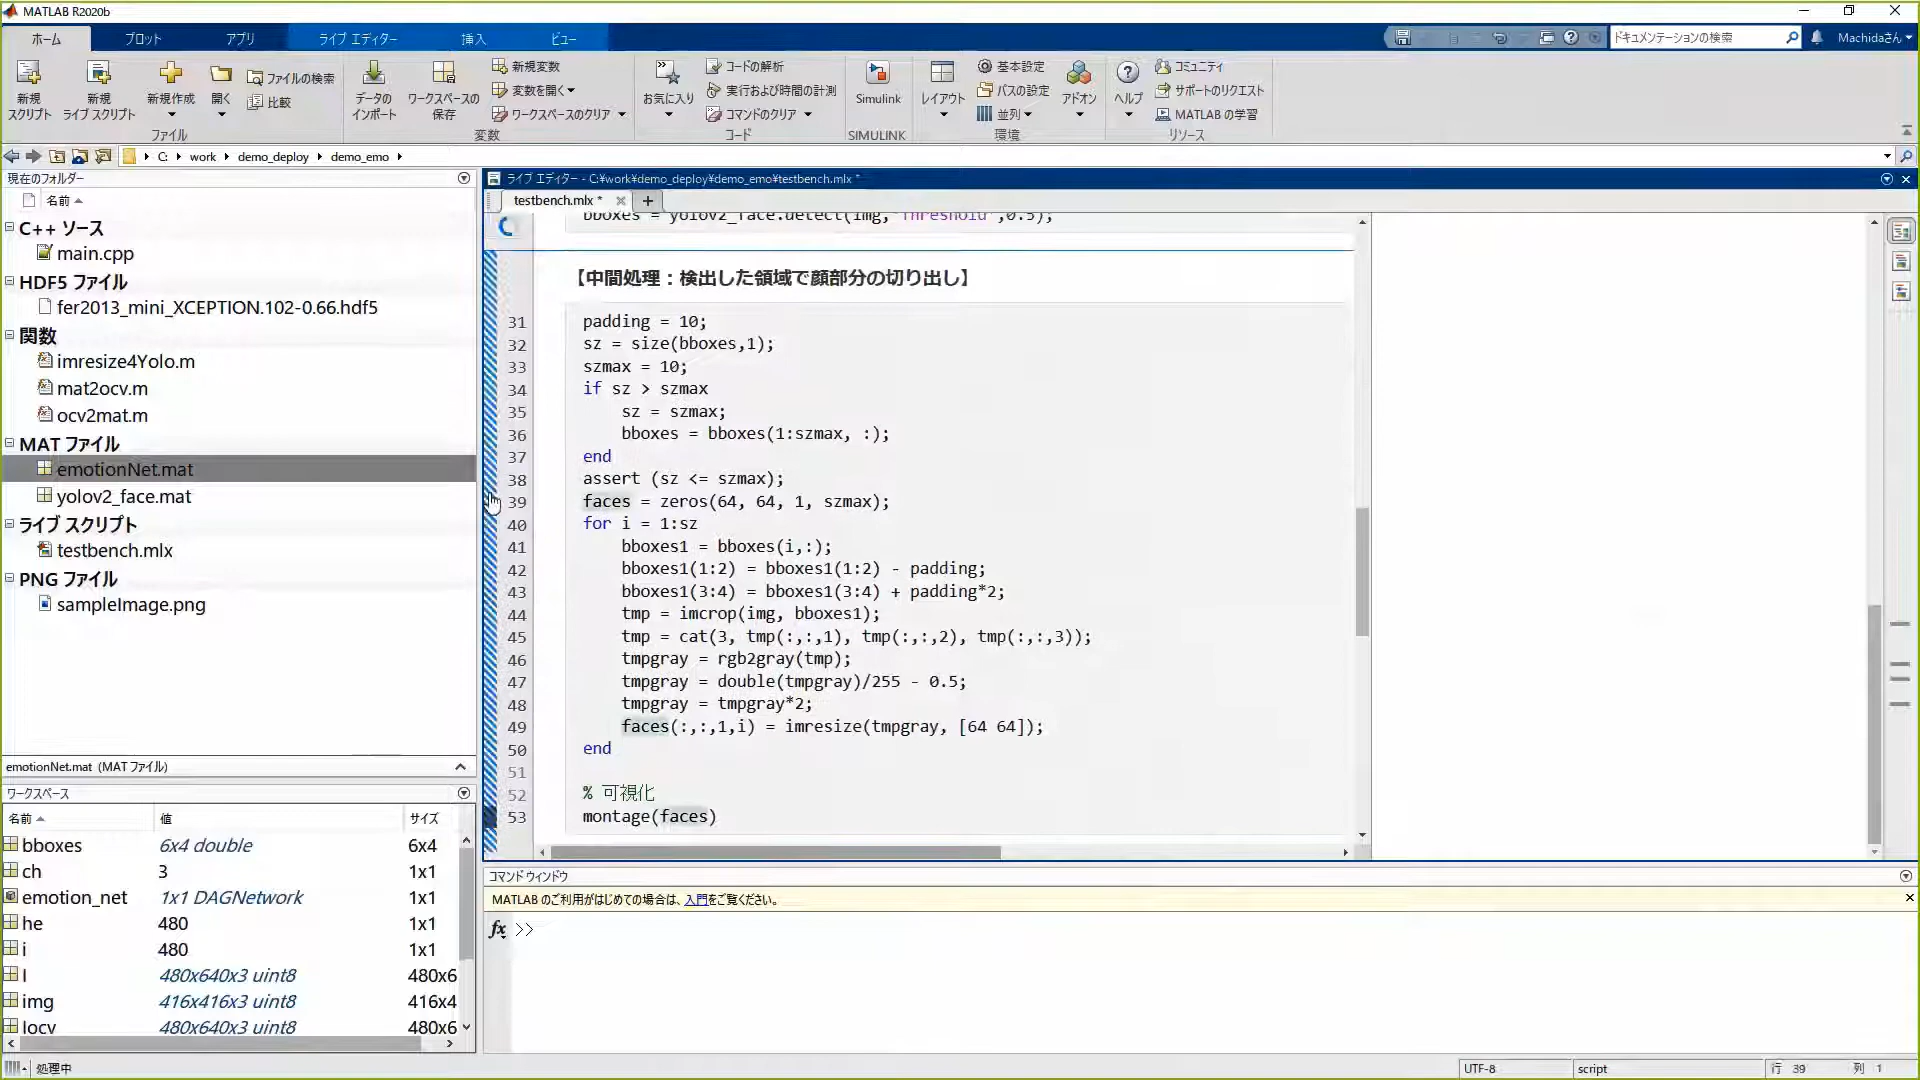 MATLAB R2020b
ホーム プロット アプリ ライブ エディター 挿入 ビュー
ドキュメンテーションの検索 Machidaさん
新規 スクリプト
新規 ライブ スクリプト
新規作成
開く
ファイルの検索
比較
ファイル
データの インポート
ワークスペースの 保存
新規変数
変数を開く
ワークスペースのクリア
変数
お気に入り
コードの解析
実行および時間の計測
コマンドのクリア
コード
Simulink
SIMULINK
レイアウト
基本設定
パスの設定
並列
アドオン
環境
ヘルプ
コミュニティ
サポートのリクエスト
MATLAB の学習
リソース
C: work demo_deploy demo_emo
現在のフォルダー
名前
C++ ソース
main.cpp
HDF5 ファイル
fer2013_mini_XCEPTION.102-0.66.hdf5
関数
imresize4Yolo.m
mat2ocv.m
ocv2mat.m
MAT ファイル
emotionNet.mat
yolov2_face.mat
ライブ スクリプト
testbench.mlx
PNG ファイル
sampleImage.png
emotionNet.mat (MAT ファイル)
ワークスペース
名前 値 サイズ
bboxes 6x4 double 6x4
ch 3 1x1
emotion_net 1x1 DAGNetwork 1x1
he 480 1x1
i 480 1x1
I 480x640x3 uint8 480x6
img 416x416x3 uint8 416x4
Iocv 480x640x3 uint8 480x6
ライブ エディター - C:¥work¥demo_deploy¥demo_emo¥testbench.mlx *
testbench.mlx *
bboxes = yolov2_face.detect(img,'Threshold',0.5);
【中間処理：検出した領域で顔部分の切り出し】
31 padding = 10;
32 sz = size(bboxes,1);
33 szmax = 10;
34 if sz > szmax
35 sz = szmax;
36 bboxes = bboxes(1:szmax, :);
37 end
38 assert (sz <= szmax);
39 faces = zeros(64, 64, 1, szmax);
40 for i = 1:sz
41 bboxes1 = bboxes(i,:);
42 bboxes1(1:2) = bboxes1(1:2) - padding;
43 bboxes1(3:4) = bboxes1(3:4) + padding*2;
44 tmp = imcrop(img, bboxes1);
45 tmp = cat(3, tmp(:,:,1), tmp(:,:,2), tmp(:,:,3));
46 tmpgray = rgb2gray(tmp);
47 tmpgray = double(tmpgray)/255 - 0.5;
48 tmpgray = tmpgray*2;
49 faces(:,:,1,i) = imresize(tmpgray, [64 64]);
50 end
51
52 % 可視化
53 montage(faces)
コマンド ウィンドウ
MATLAB のご利用がはじめての場合は、入門をご覧ください。
fx >>
処理中 UTF-8 script 行 39 列 1